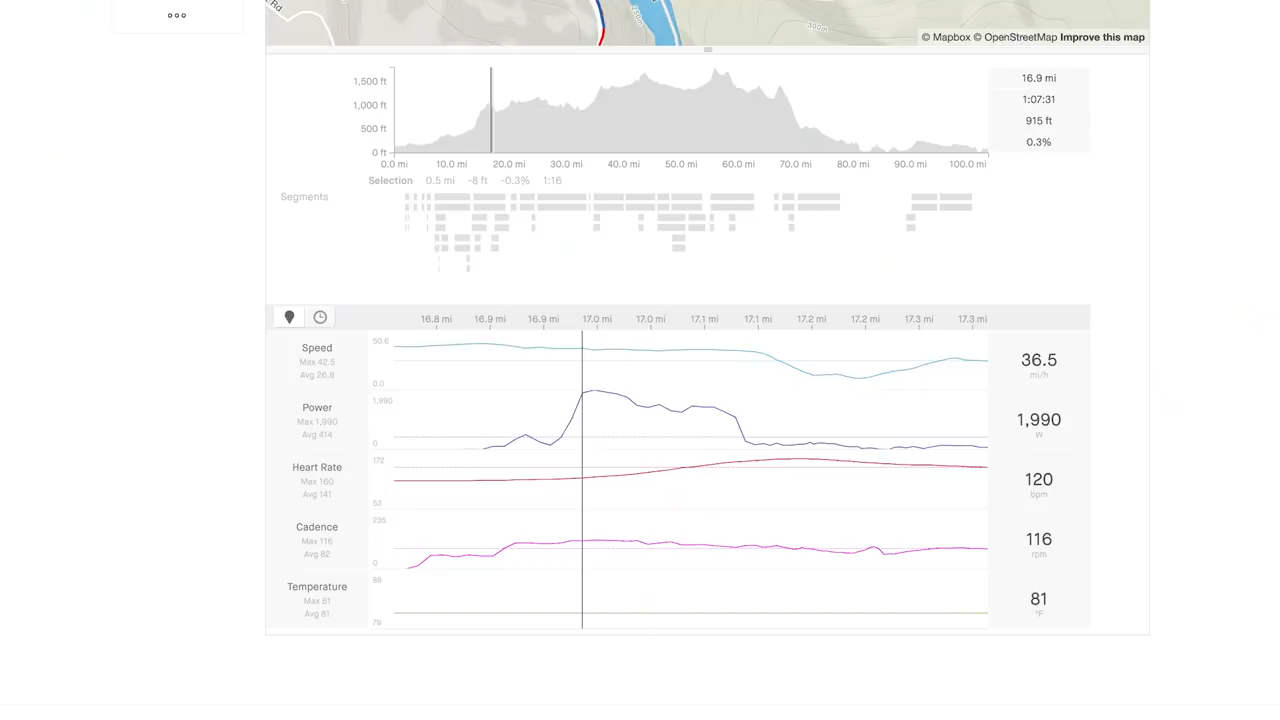 Rd
250m
300m
© Mapbox © OpenStreetMap Improve this map
1,500 ft
1,000 ft
500 ft
0 ft
0.0 mi 10.0 mi 20.0 mi 30.0 mi 40.0 mi 50.0 mi 60.0 mi 70.0 mi 80.0 mi 90.0 mi 100.0 mi
16.9 mi
1:07:31
915 ft
0.3%
Selection 0.5 mi -8 ft -0.3% 1:16
Segments
16.8 mi 16.9 mi 16.9 mi 17.0 mi 17.0 mi 17.1 mi 17.1 mi 17.2 mi 17.2 mi 17.3 mi 17.3 mi
Speed
Max 42.5
Avg 26.8
50.6
0.0
36.5
mi/h
Power
Max 1,990
Avg 414
1,990
0
1,990
W
Heart Rate
Max 160
Avg 141
172
53
120
bpm
Cadence
Max 116
Avg 82
235
0
116
rpm
Temperature
Max 81
Avg 81
88
79
81
°F